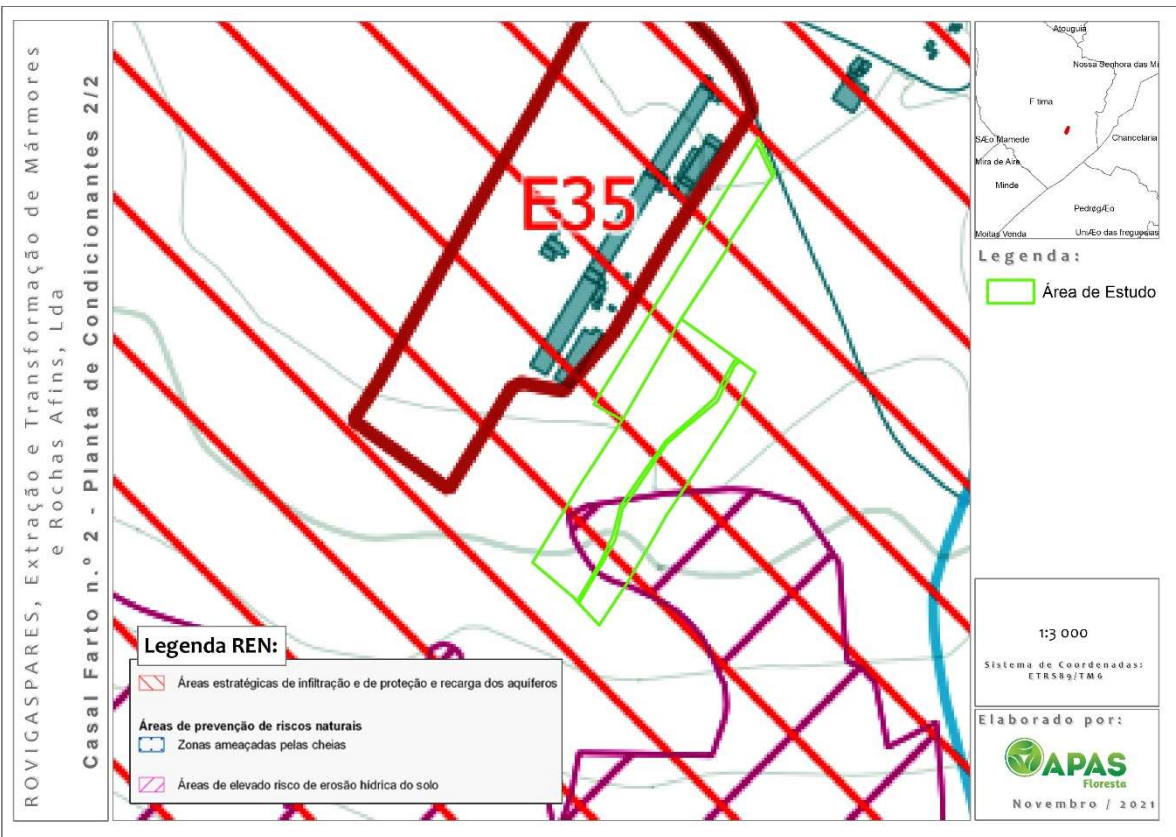 ROVIGASPARES, Extração e Transformação de Mármores
e Rochas Afins, Lda
Casal Farto n.º 2 - Planta de Condicionantes 2/2
E35
Legenda REN:
Áreas estratégicas de infiltração e de proteção e recarga dos aquíferos
Áreas de prevenção de riscos naturais
Zonas ameaçadas pelas cheias
Áreas de elevado risco de erosão hídrica do solo
Atouguia
Nossa Senhora das Mi
F tima
SÆo Mamede
Chancelaria
Mira de Aire
Minde
PedrógÆo
Moitas Venda
UniÆo das freguesias
Legenda:
Área de Estudo
1:3 000
Sistema de Coordenadas:
ETRS89/TM6
Elaborado por:
APAS
Floresta
Novembro / 2021